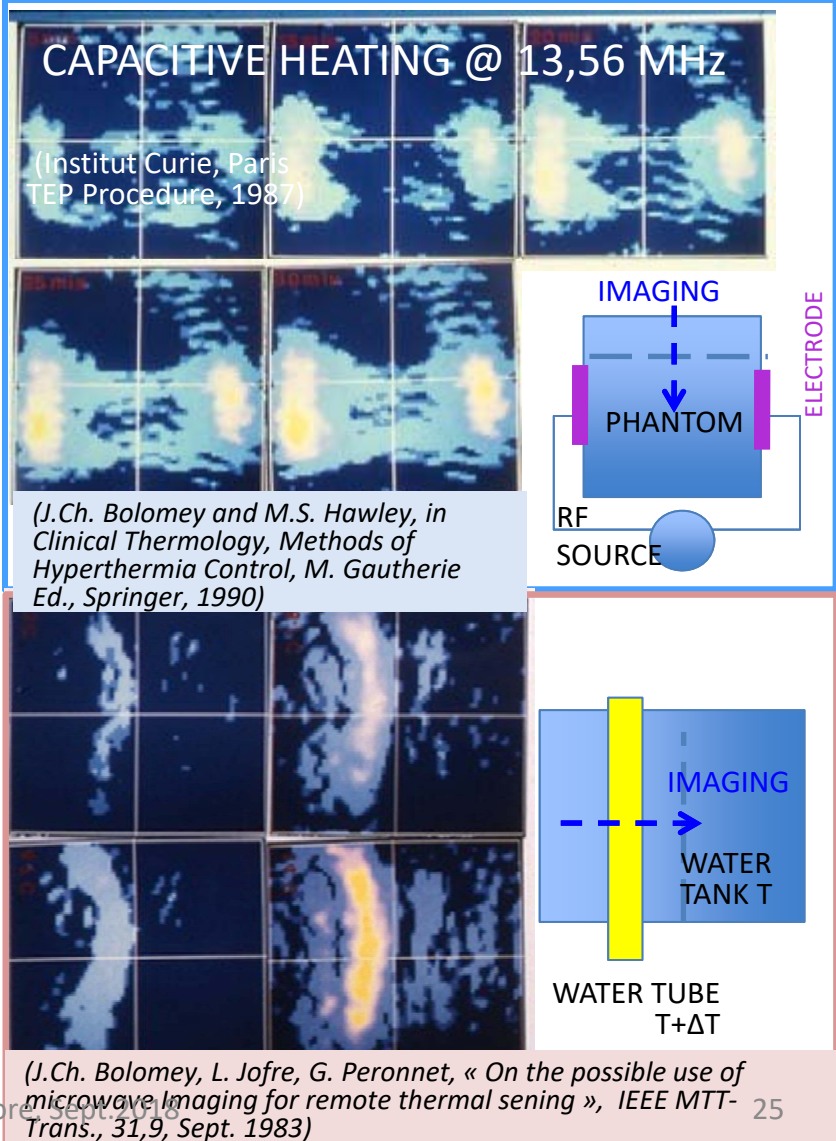 CAPACITIVE HEATING @ 13,56 MHz
(Institut Curie, Paris
TEP Procedure, 1987)
IMAGING
ELECTRODE
PHANTOM
RF
SOURCE
(J.Ch. Bolomey and M.S. Hawley, in
Clinical Thermology, Methods of
Hyperthermia Control, M. Gautherie
Ed., Springer, 1990)
IMAGING
WATER
TANK T
WATER TUBE
T+ΔT
(J.Ch. Bolomey, L. Jofre, G. Peronnet, « On the possible use of
microwave Imaging for remote thermal sening », IEEE MTT-
Trans., 31,9, Sept. 1983)
Sept.2018
25